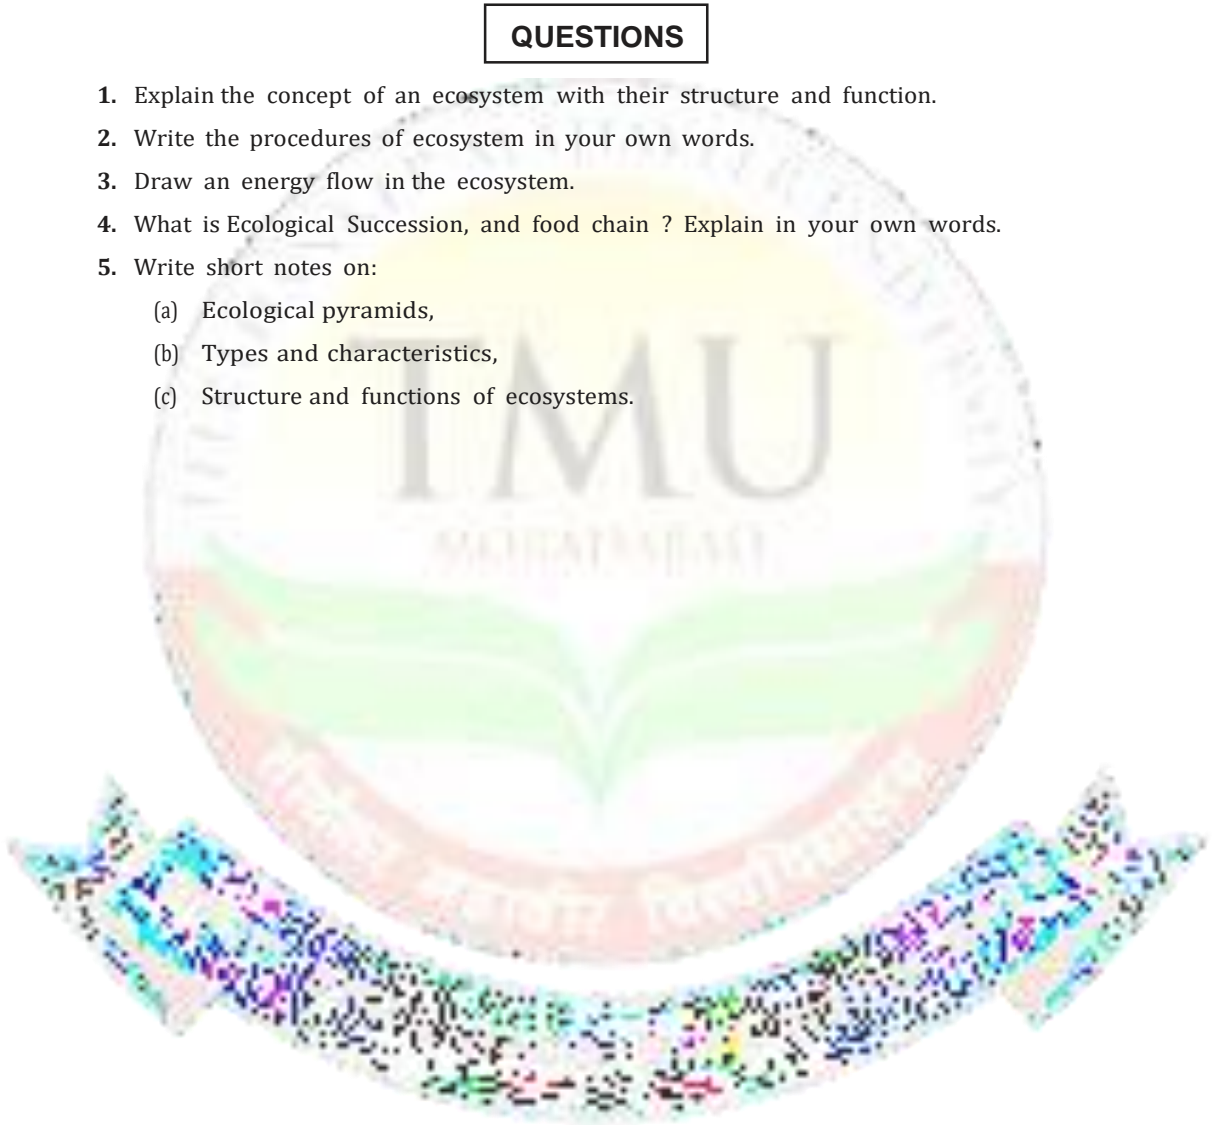 QUESTIONS
1. Explain the concept of an ecosystem with their structure and function.
2. Write the procedures of ecosystem in your own words.
3. Draw an energy flow in the ecosystem.
4. What is Ecological Succession, and food chain ? Explain in your own words.
5. Write short notes on:
(a) Ecological pyramids,
(b) Types and characteristics,
(c) Structure and functions of ecosystems.
TMU
MORADABAD